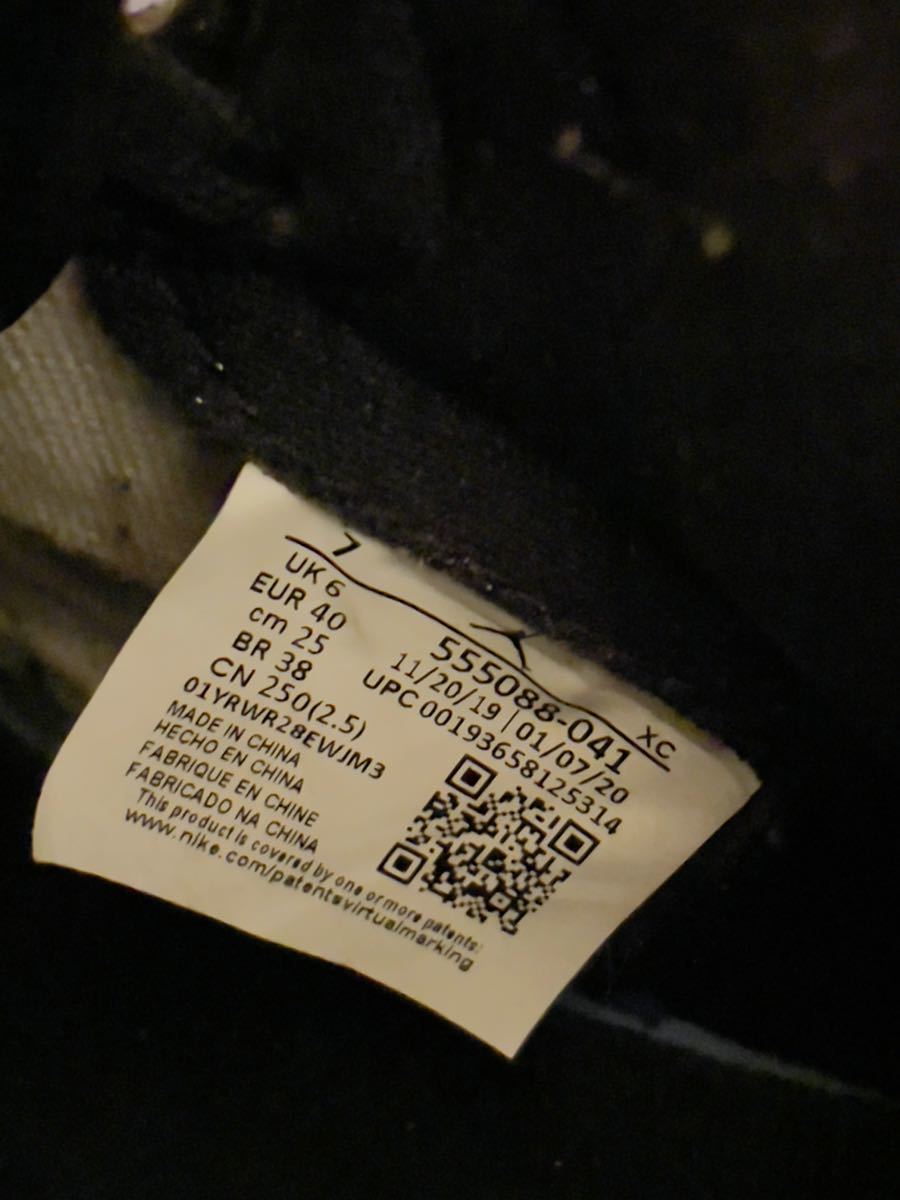 7
UK 6
EUR 40
cm 25
BR 38
CN 250(2.5)
01YRWR28EWJM3
MADE IN CHINA
HECHO EN CHINA
FABRIQUE EN CHINE
FABRICADO NA CHINA
This product is covered by one or more patents:
www.nike.com/patentsvirtualmarking
XC
555088-041
11/20/19 | 01/07/20
UPC 00193658125314